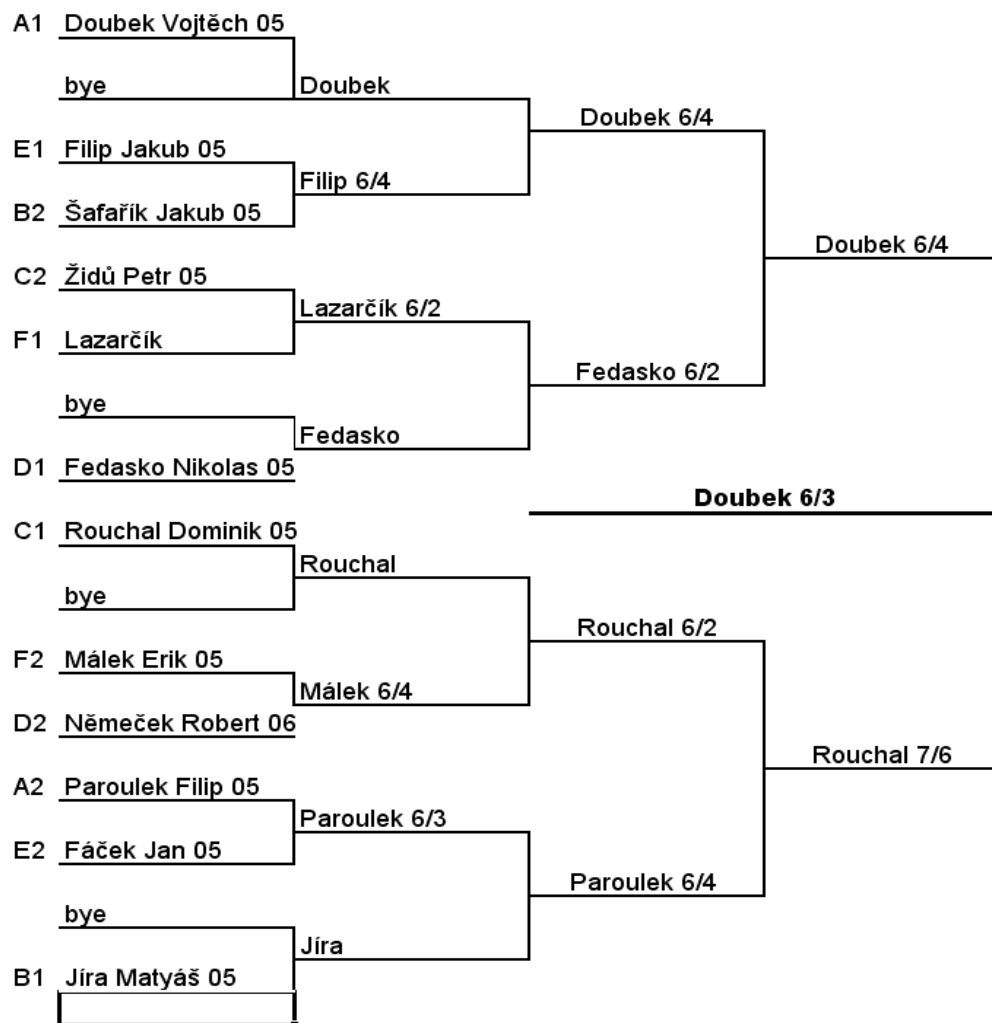 A1 Doubek Vojtěch 05
bye
Doubek
Doubek 6/4
E1 Filip Jakub 05
Filip 6/4
B2 Šafařík Jakub 05
Doubek 6/4
C2 Židů Petr 05
Lazarčík 6/2
F1 Lazarčík
Fedasko 6/2
bye
Fedasko
D1 Fedasko Nikolas 05
Doubek 6/3
C1 Rouchal Dominik 05
Rouchal
bye
Rouchal 6/2
F2 Málek Erik 05
Málek 6/4
D2 Němeček Robert 06
Rouchal 7/6
A2 Paroulek Filip 05
Paroulek 6/3
E2 Fáček Jan 05
Paroulek 6/4
bye
Jíra
B1 Jíra Matyáš 05